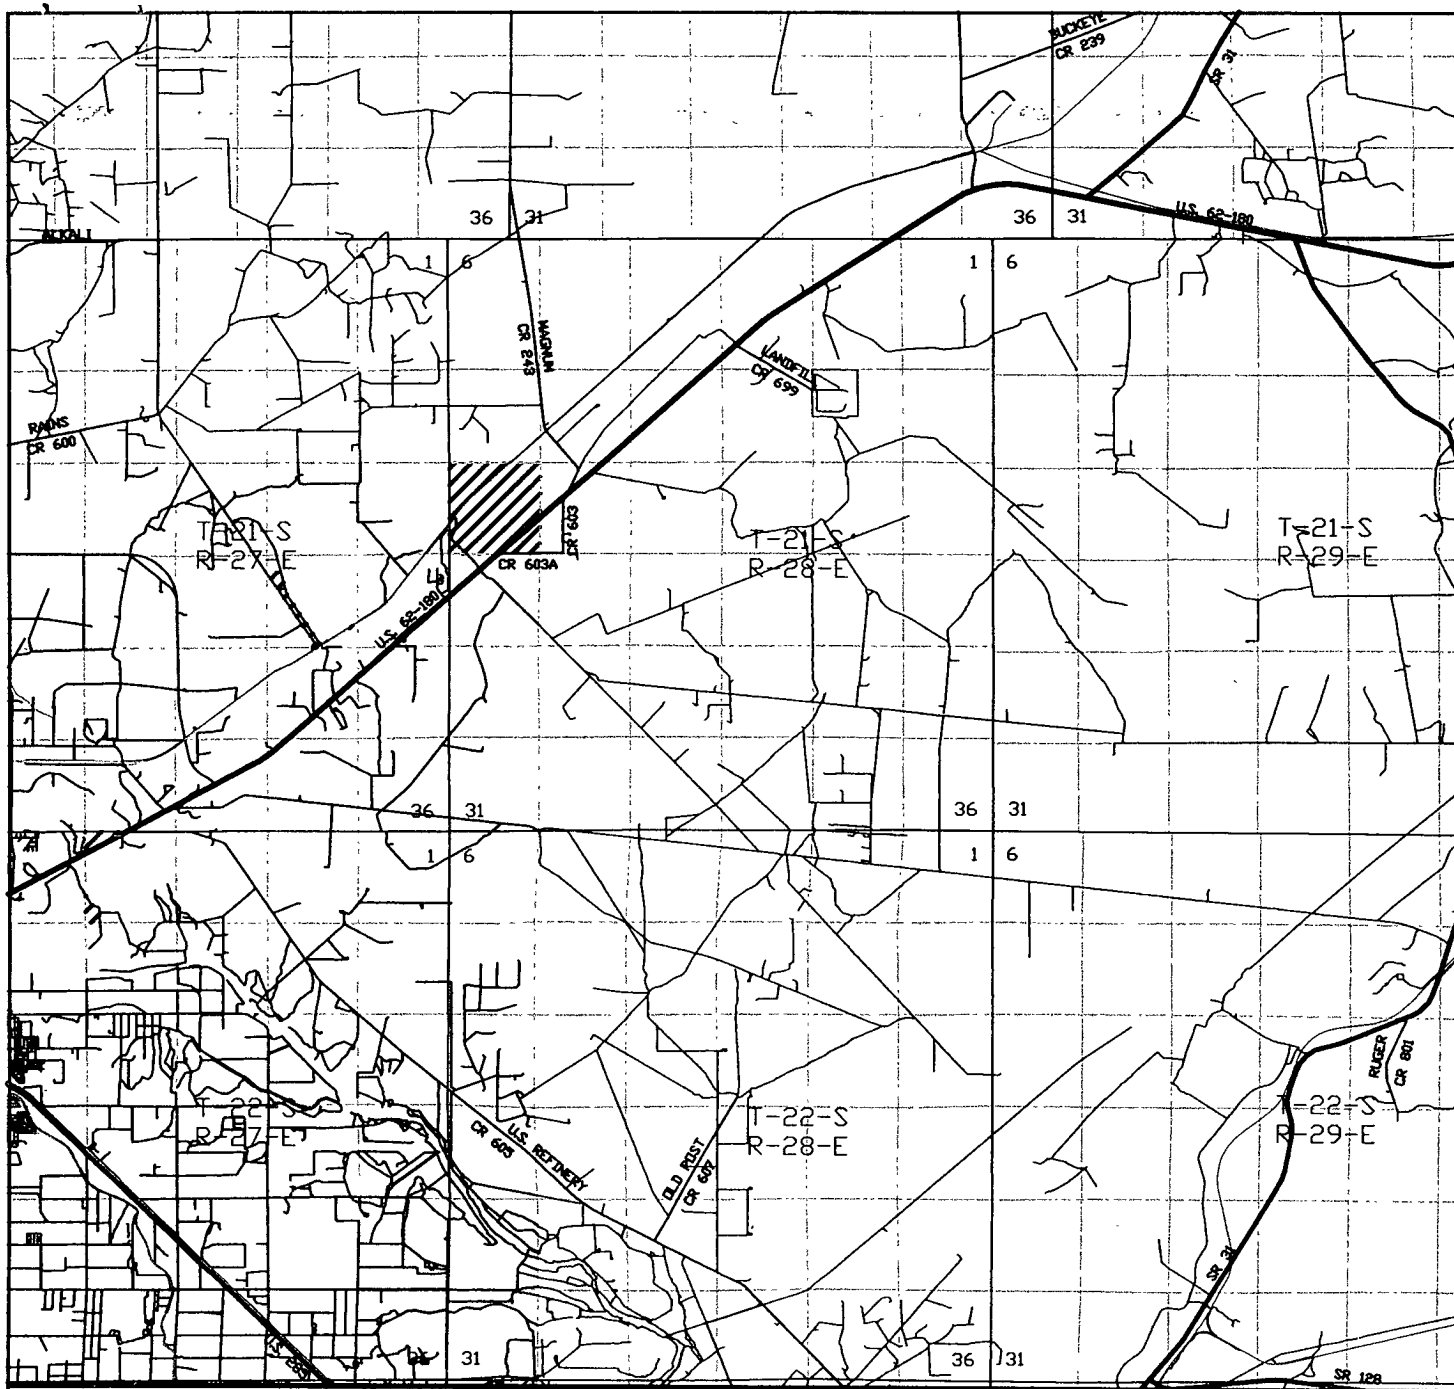 BUCKEYE
CR 239
SR 31
36 31
36 31
U.S. 62-180
ALKALI
1 6
1 6
MAGNUM
CR 243
LANDFILL
CR 699
RAINS
CR 600
T-21-S
R-27-E
CR 603
CR 603A
T-21-S
R-28-E
T-21-S
R-29-E
U.S. 62-180
36 31
36 31
1 6
1 6
RUGER
CR 801
T-22-S
R-27-E
U.S. REFINERY
CR 605
T-22-S
R-28-E
T-22-S
R-29-E
OLD POST
CR 607
SR 31
U.S. 285
36 31
36 31
SR 128